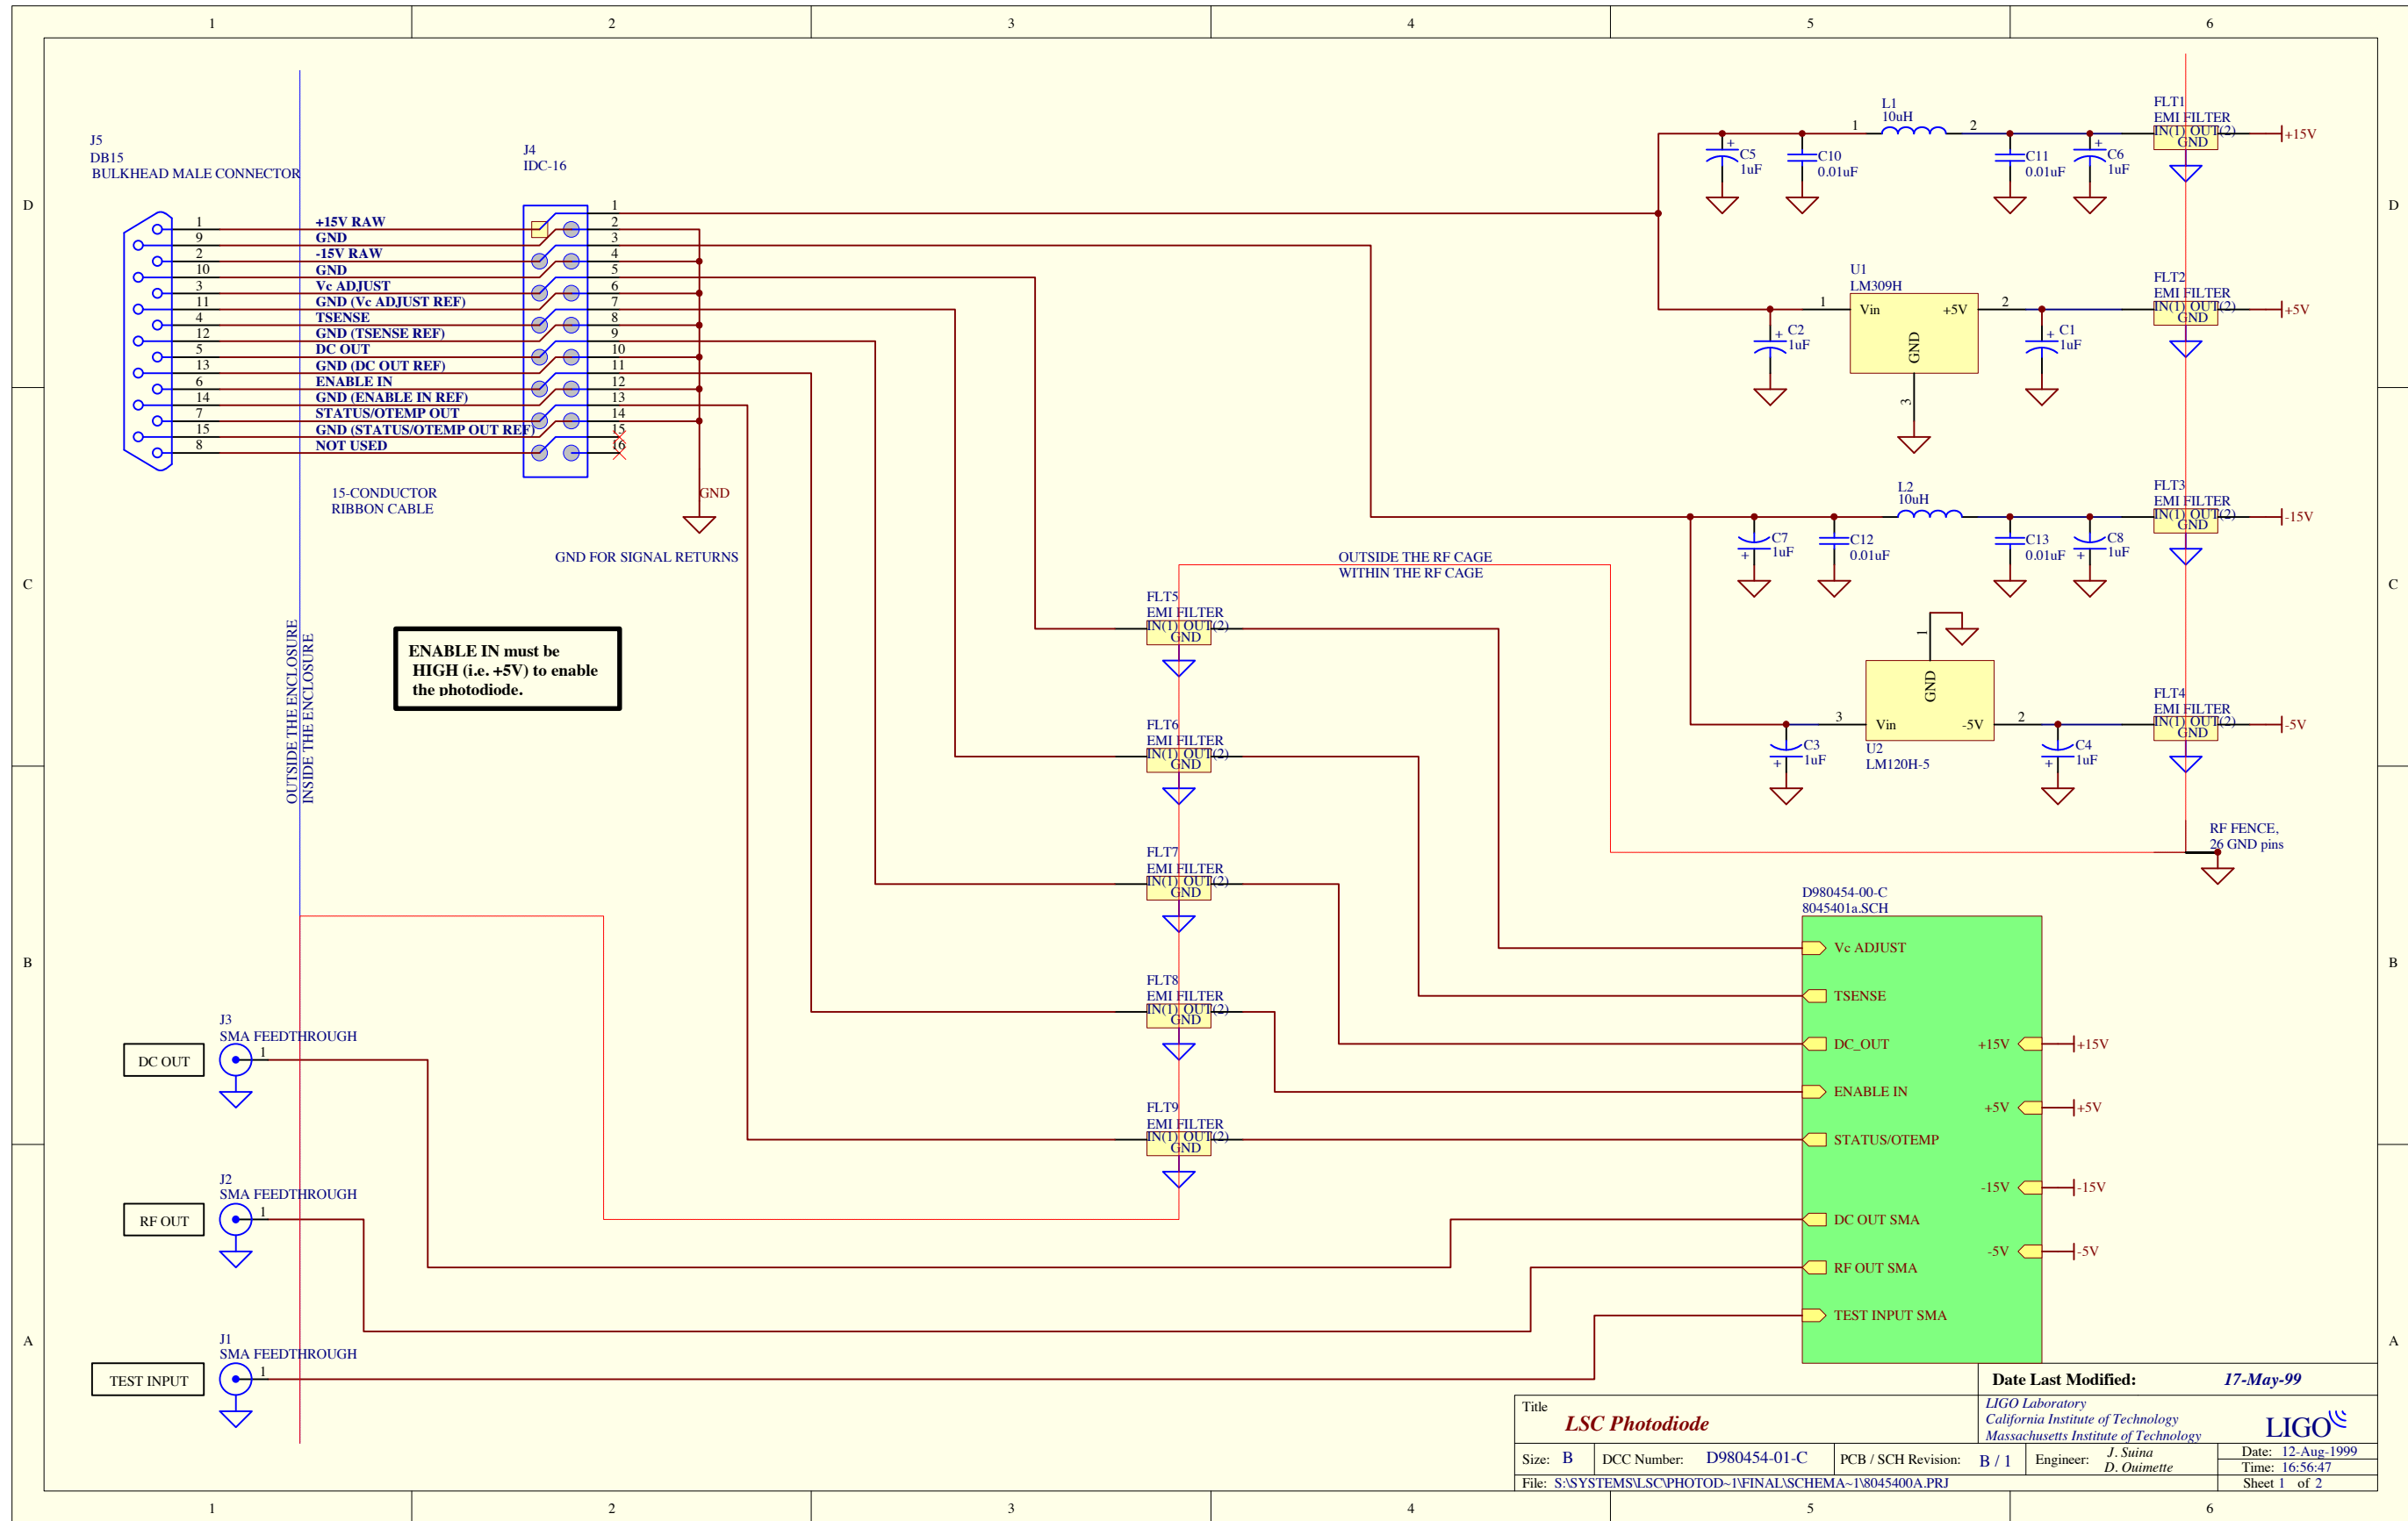 1 2 3 4 5 6
D
C
B
A
D
C
B
A
J5
DB15
BULKHEAD MALE CONNECTOR
J4
IDC-16
1 +15V RAW
9 GND
2 -15V RAW
10 GND
3 Vc ADJUST
11 GND (Vc ADJUST REF)
4 TSENSE
12 GND (TSENSE REF)
5 DC OUT
13 GND (DC OUT REF)
6 ENABLE IN
14 GND (ENABLE IN REF)
7 STATUS/OTEMP OUT
15 GND (STATUS/OTEMP OUT REF)
8 NOT USED
1
2
3
4
5
6
7
8
9
10
11
12
13
14
15
16
15-CONDUCTOR
RIBBON CABLE
GND
GND FOR SIGNAL RETURNS
OUTSIDE THE ENCLOSURE
INSIDE THE ENCLOSURE
ENABLE IN must be
HIGH (i.e. +5V) to enable
the photodiode.
L1
10uH
1 2
+
C5
1uF
C10
0.01uF
C11
0.01uF
+
C6
1uF
FLT1
EMI FILTER
IN(1) OUT(2)
GND
+15V
U1
LM309H
1 Vin +5V 2
GND
3
+
C2
1uF
+
C1
1uF
FLT2
EMI FILTER
IN(1) OUT(2)
GND
+5V
L2
10uH
C7
1uF
+
C12
0.01uF
C13
0.01uF
C8
1uF
+
FLT3
EMI FILTER
IN(1) OUT(2)
GND
-15V
1
GND
3 Vin -5V 2
U2
LM120H-5
C3
1uF
+
C4
1uF
+
FLT4
EMI FILTER
IN(1) OUT(2)
GND
-5V
RF FENCE,
26 GND pins
OUTSIDE THE RF CAGE
WITHIN THE RF CAGE
FLT5
EMI FILTER
IN(1) OUT(2)
GND
FLT6
EMI FILTER
IN(1) OUT(2)
GND
FLT7
EMI FILTER
IN(1) OUT(2)
GND
FLT8
EMI FILTER
IN(1) OUT(2)
GND
FLT9
EMI FILTER
IN(1) OUT(2)
GND
D980454-00-C
8045401a.SCH
Vc ADJUST
TSENSE
DC_OUT
ENABLE IN
STATUS/OTEMP
DC OUT SMA
RF OUT SMA
TEST INPUT SMA
+15V +15V
+5V +5V
-15V -15V
-5V -5V
J3
SMA FEEDTHROUGH
DC OUT 1
J2
SMA FEEDTHROUGH
RF OUT 1
J1
SMA FEEDTHROUGH
TEST INPUT 1
Date Last Modified: 17-May-99
Title
LSC Photodiode
LIGO Laboratory
California Institute of Technology
Massachusetts Institute of Technology
LIGO
Size: B DCC Number: D980454-01-C PCB / SCH Revision: B / 1 Engineer: J. Suina
D. Ouimette
Date: 12-Aug-1999
Time: 16:56:47
File: S:\SYSTEMS\LSC\PHOTOD~1\FINAL\SCHEMA~1\8045400A.PRJ
Sheet 1 of 2
1 2 3 4 5 6